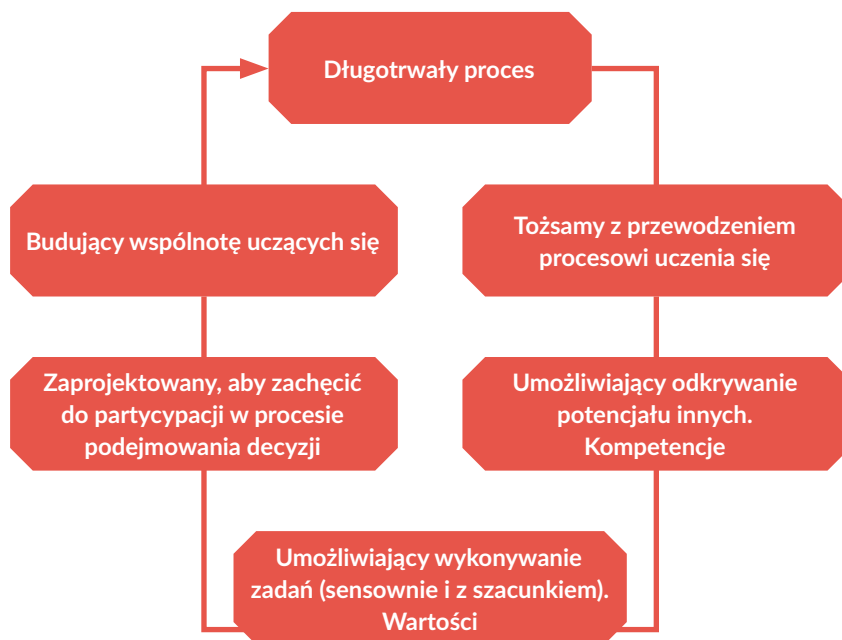 Długotrwały proces
Budujący wspólnotę uczących się
Tożsamy z przewodzeniem
procesowi uczenia się
Zaprojektowany, aby zachęcić
do partycypacji w procesie
podejmowania decyzji
Umożliwiający odkrywanie
potencjału innych.
Kompetencje
Umożliwiający wykonywanie
zadań (sensownie i z szacunkiem).
Wartości